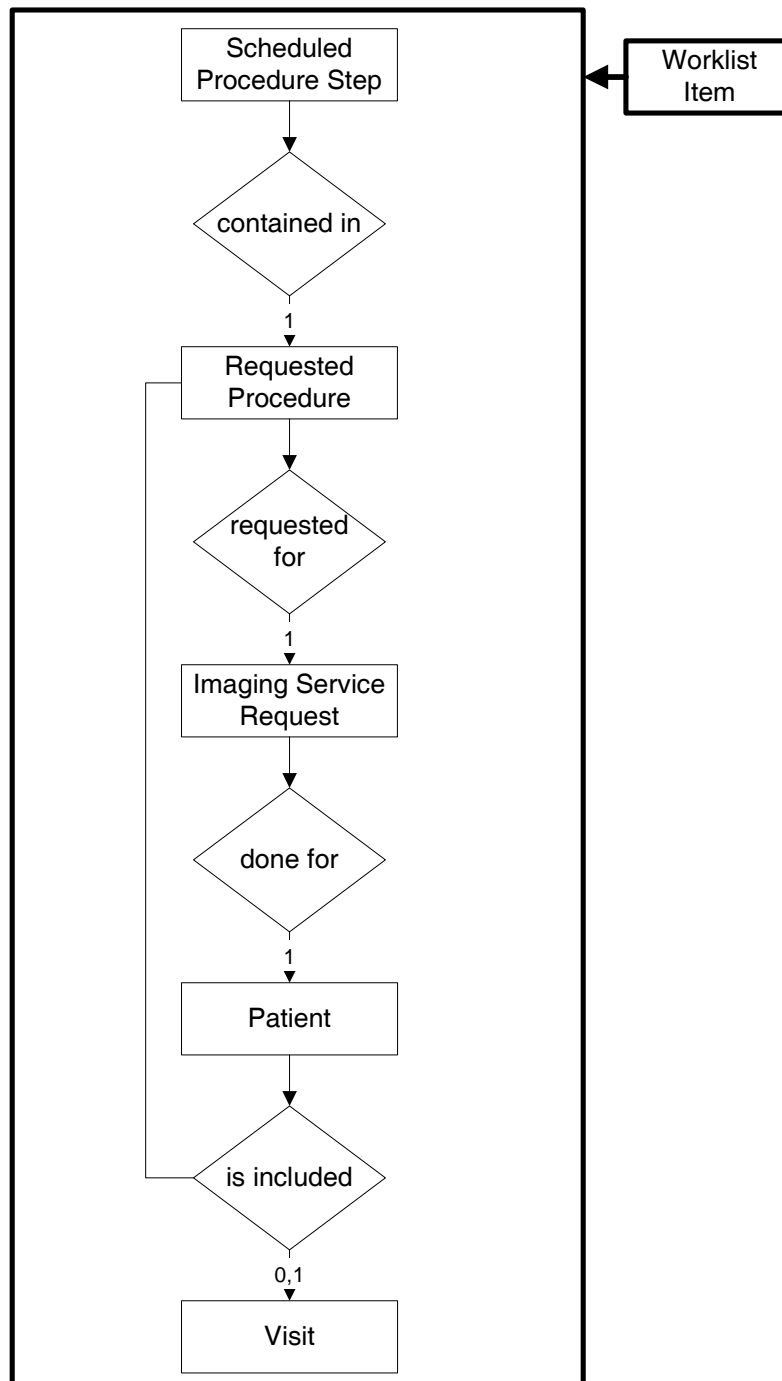 Scheduled
Procedure Step
Worklist
Item
contained in
1
Requested
Procedure
requested
for
1
Imaging Service
Request
done for
1
Patient
is included
0,1
Visit